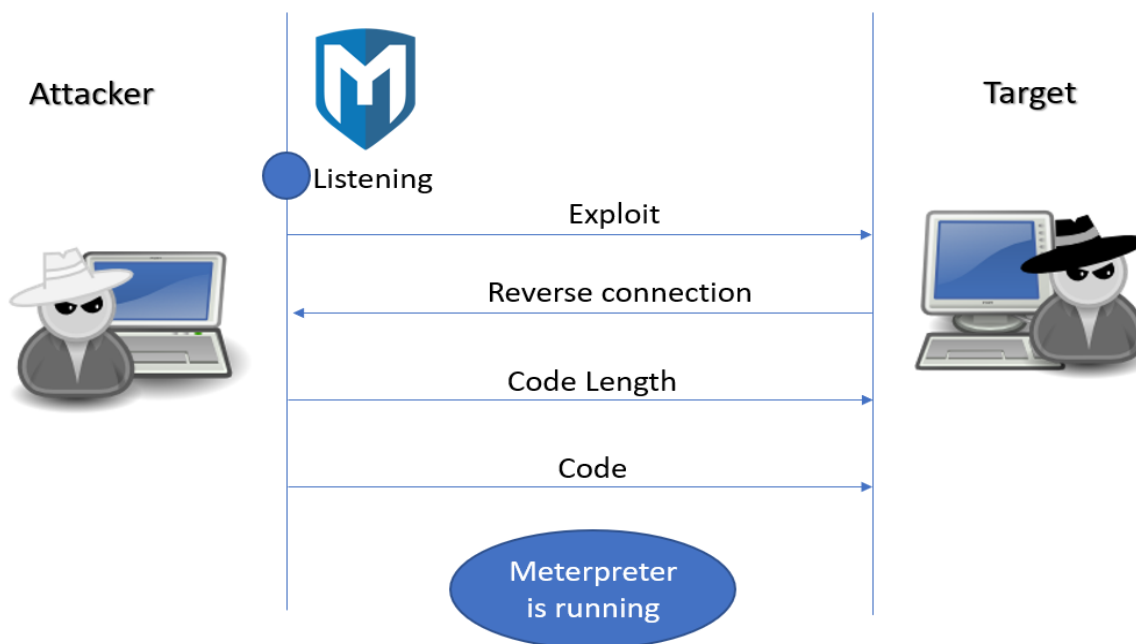 Attacker
Target
Listening
Exploit
Reverse connection
Code Length
Code
Meterpreter
is running